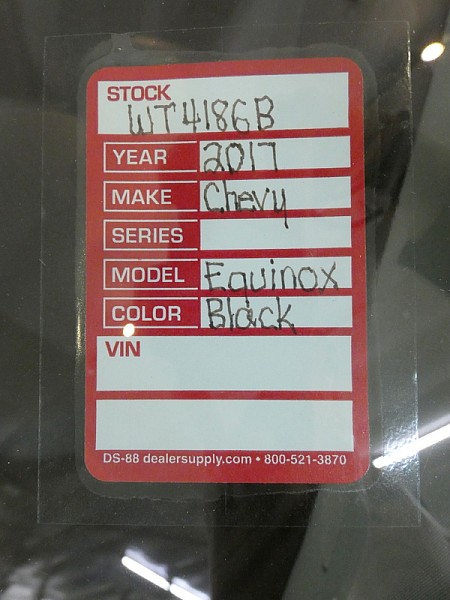 STOCK
WT4186B
YEAR 2017
MAKE Chevy
SERIES
MODEL Equinox
COLOR Black
VIN
DS-88 dealersupply.com • 800-521-3870